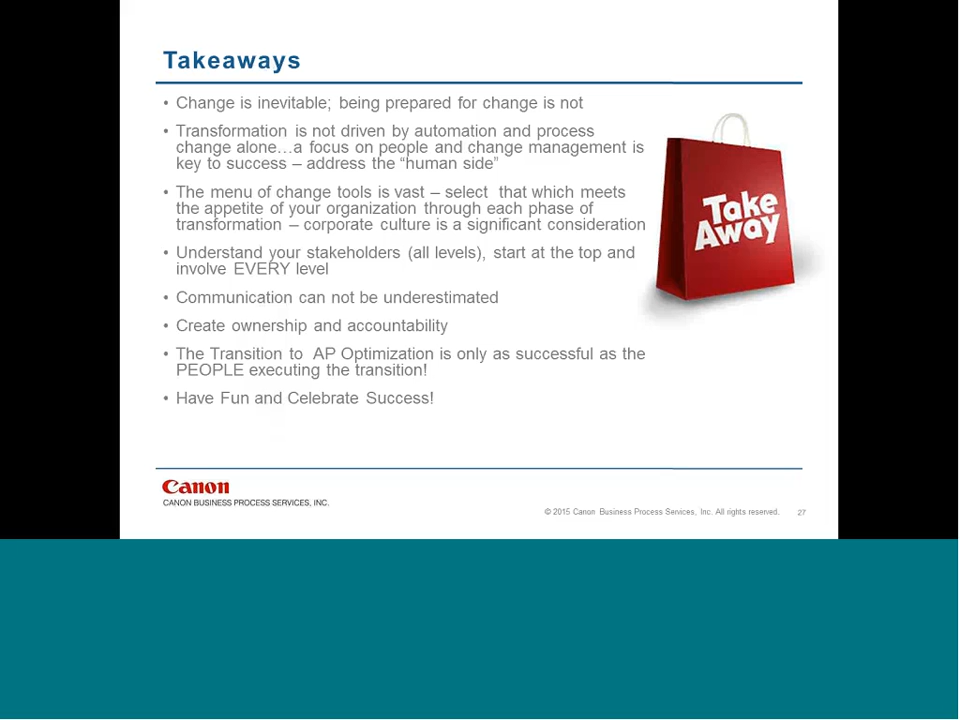 Takeaways
• Change is inevitable; being prepared for change is not
• Transformation is not driven by automation and process
change alone…a focus on people and change management is
key to success – address the “human side”
• The menu of change tools is vast – select that which meets
the appetite of your organization through each phase of
transformation – corporate culture is a significant consideration
• Understand your stakeholders (all levels), start at the top and
involve EVERY level
• Communication can not be underestimated
• Create ownership and accountability
• The Transition to AP Optimization is only as successful as the
PEOPLE executing the transition!
• Have Fun and Celebrate Success!
Take
Away
Canon
CANON BUSINESS PROCESS SERVICES, INC.
© 2015 Canon Business Process Services, Inc. All rights reserved. 27